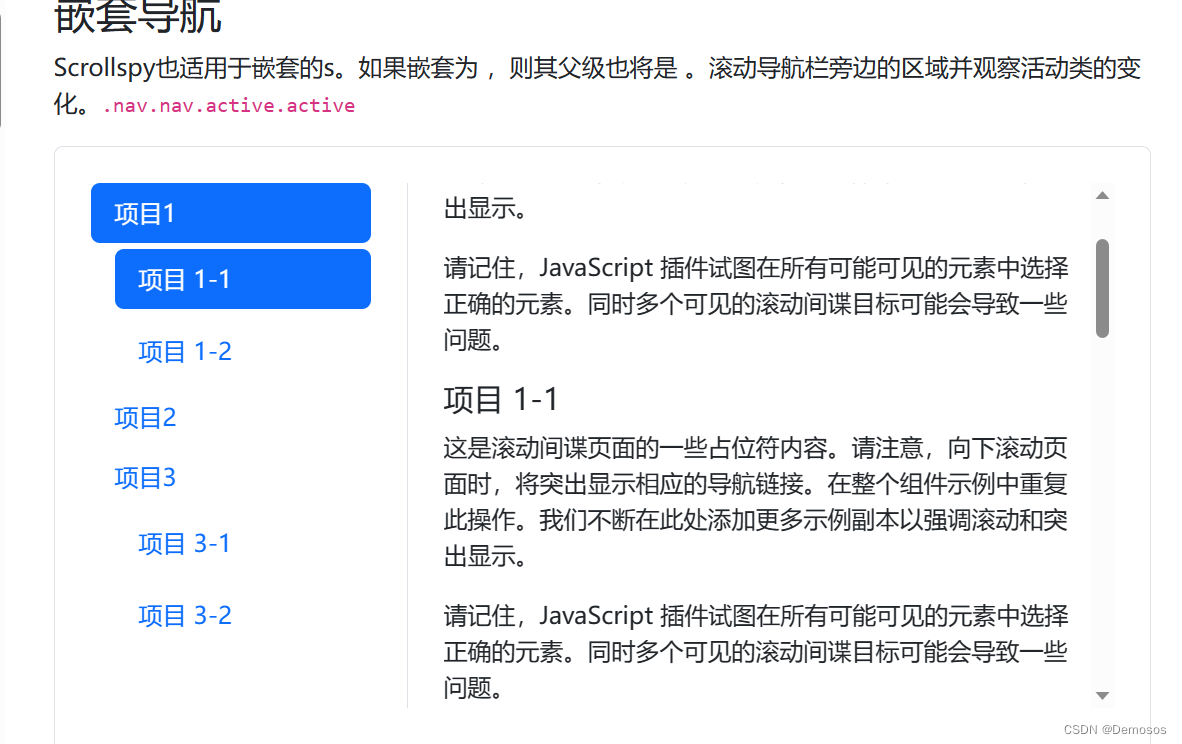 嵌套导航
Scrollspy也适用于嵌套的s。如果嵌套为 ，则其父级也将是 。滚动导航栏旁边的区域并观察活动类的变
化。.nav.nav.active.active
项目1
项目 1-1
项目 1-2
项目2
项目3
项目 3-1
项目 3-2
出显示。
请记住，JavaScript 插件试图在所有可能可见的元素中选择
正确的元素。同时多个可见的滚动间谍目标可能会导致一些
问题。
项目 1-1
这是滚动间谍页面的一些占位符内容。请注意，向下滚动页
面时，将突出显示相应的导航链接。在整个组件示例中重复
此操作。我们不断在此处添加更多示例副本以强调滚动和突
出显示。
请记住，JavaScript 插件试图在所有可能可见的元素中选择
正确的元素。同时多个可见的滚动间谍目标可能会导致一些
问题。
CSDN @Demosos